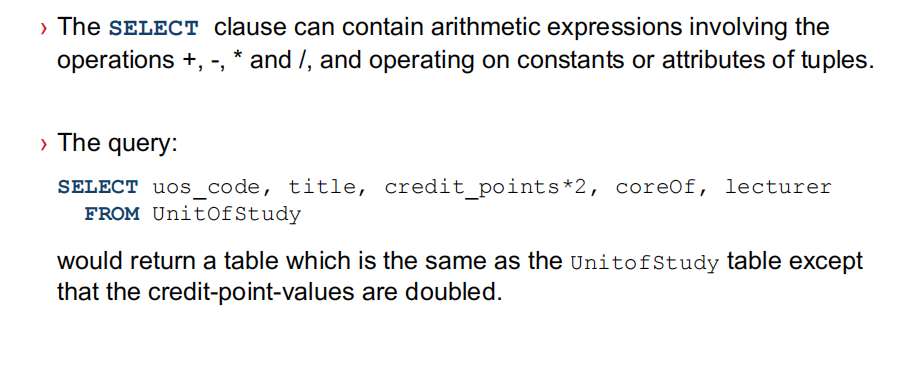 › The SELECT clause can contain arithmetic expressions involving the
operations +, -, * and /, and operating on constants or attributes of tuples.
› The query:
SELECT uos_code, title, credit_points*2, coreOf, lecturer
FROM UnitOfStudy
would return a table which is the same as the UnitofStudy table except
that the credit-point-values are doubled.